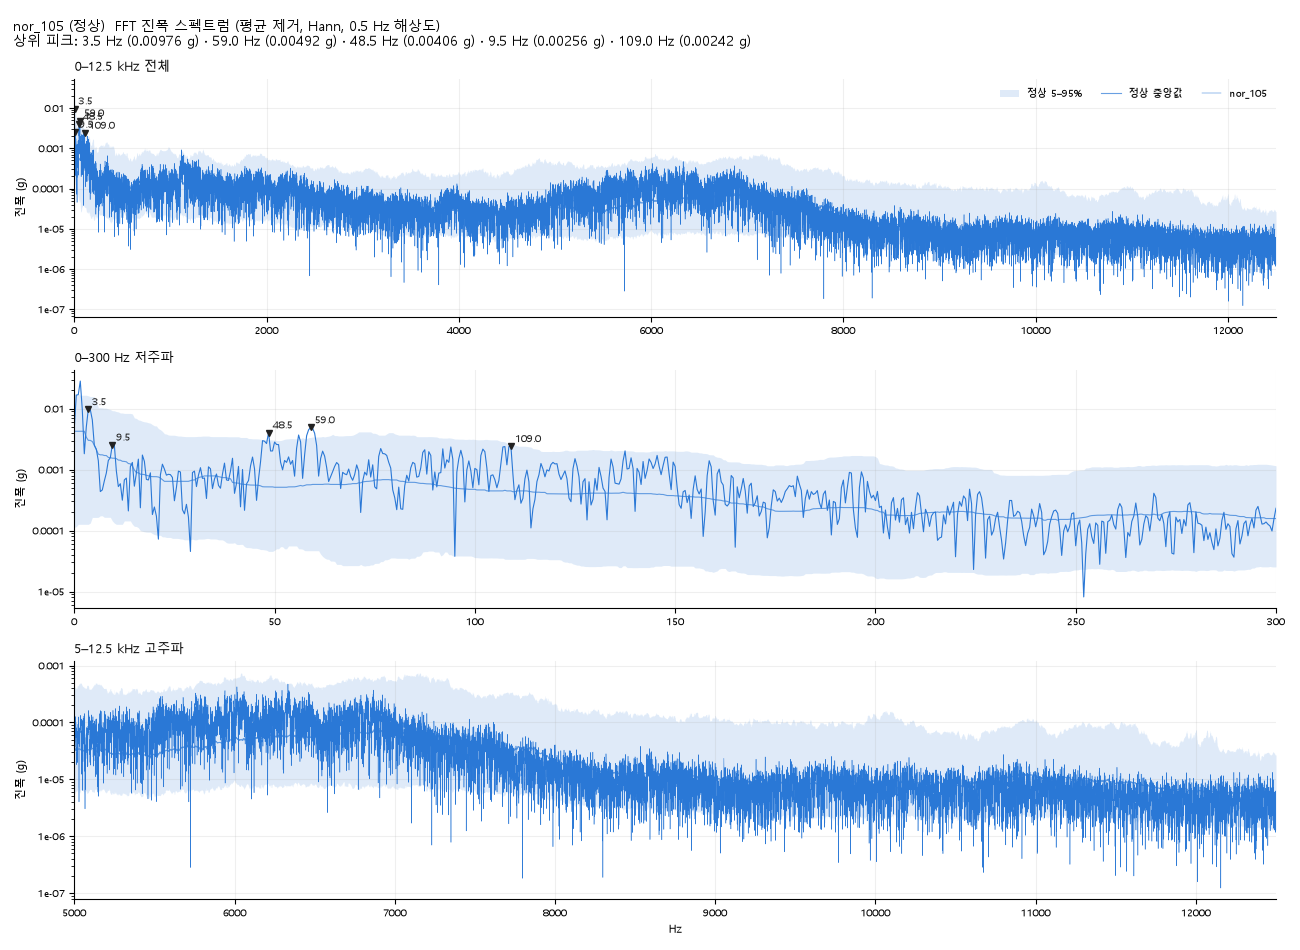 nor_105 (정상)  FFT 진폭 스펙트럼 (평균 제거, Hann, 0.5 Hz 해상도)
상위 피크: 3.5 Hz (0.00976 g) · 59.0 Hz (0.00492 g) · 48.5 Hz (0.00406 g) · 9.5 Hz (0.00256 g) · 109.0 Hz (0.00242 g)
0–12.5 kHz 전체
정상 5–95% 정상 중앙값 nor_105
3.5
59.0
48.5
9.5
109.0
0.01
0.001
0.0001
1e-05
1e-06
1e-07
진폭 (g)
0 2000 4000 6000 8000 10000 12000
0–300 Hz 저주파
3.5
9.5
48.5
59.0
109.0
0.01
0.001
0.0001
1e-05
진폭 (g)
0 50 100 150 200 250 300
5–12.5 kHz 고주파
0.001
0.0001
1e-05
1e-06
1e-07
진폭 (g)
5000 6000 7000 8000 9000 10000 11000 12000
Hz